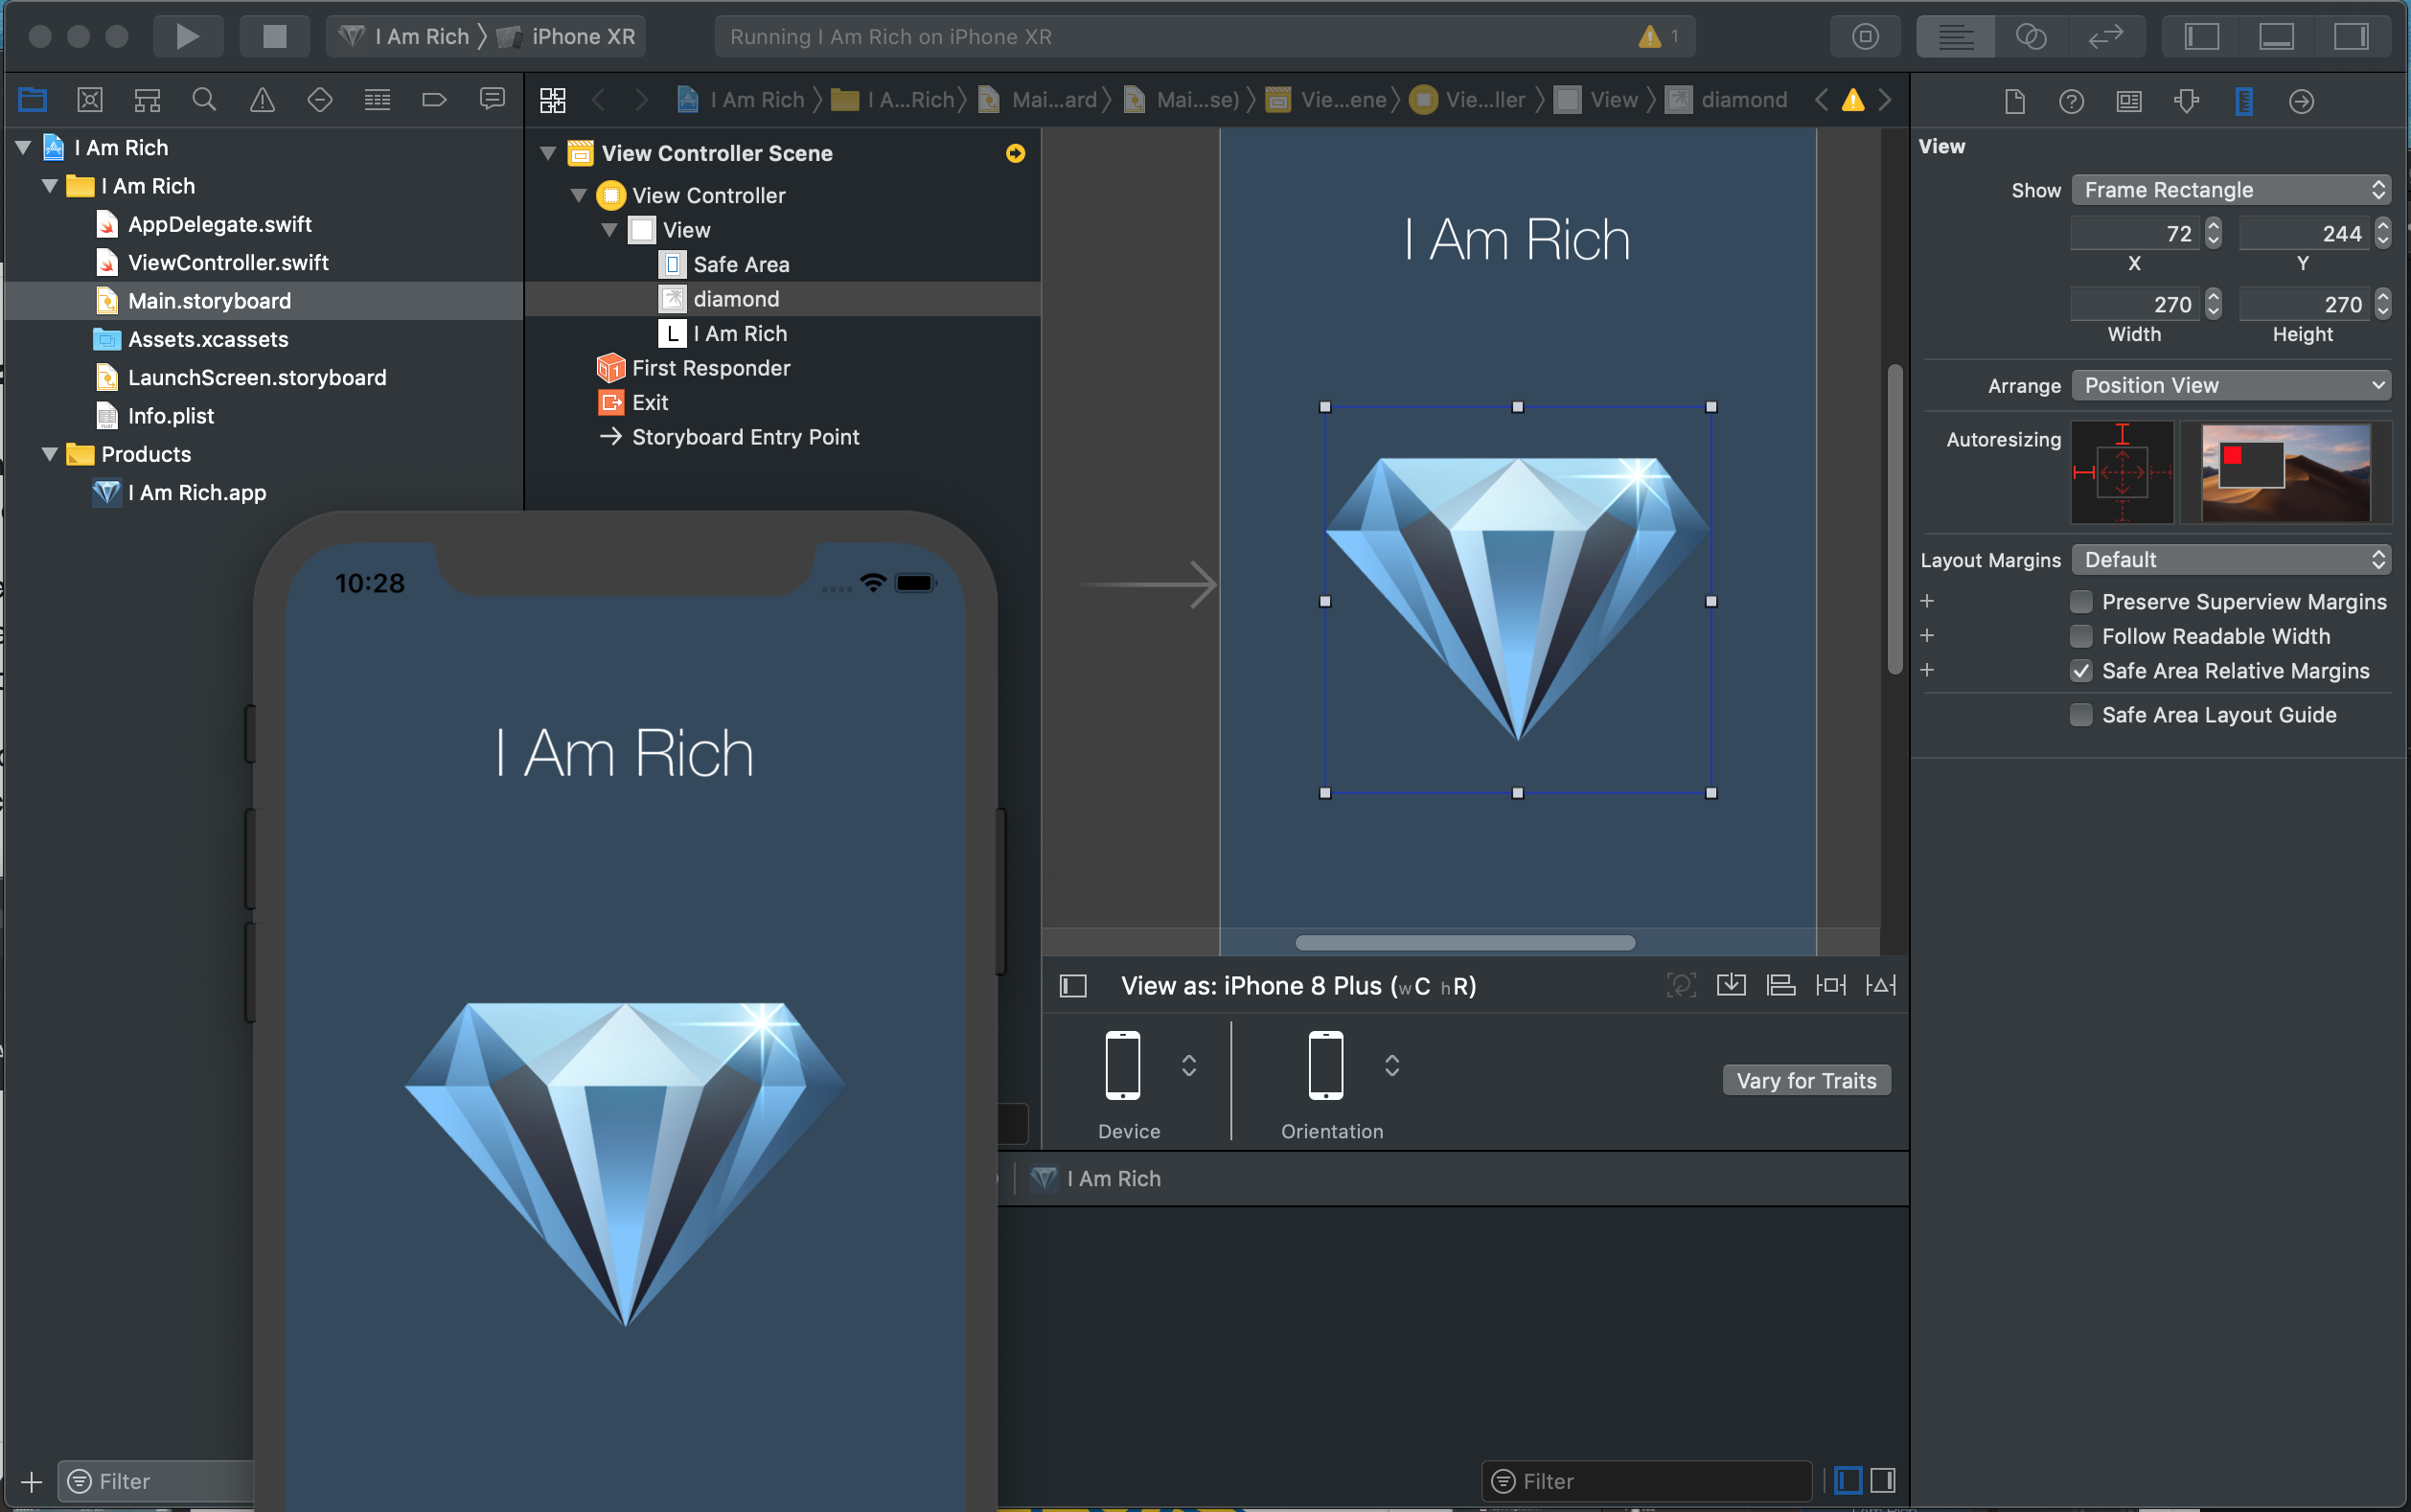 I Am Rich 〉 iPhone XR
Running I Am Rich on iPhone XR
1
I Am Rich
I Am Rich
AppDelegate.swift
ViewController.swift
Main.storyboard
Assets.xcassets
LaunchScreen.storyboard
Info.plist
Products
I Am Rich.app
Filter
I Am Rich 〉 I A...Rich 〉 Mai...ard 〉 Mai...se) 〉 Vie...ene 〉 Vie...ller 〉 View 〉 diamond
View Controller Scene
View Controller
View
Safe Area
diamond
L I Am Rich
First Responder
Exit
Storyboard Entry Point
I Am Rich
View as: iPhone 8 Plus (wC hR)
Device
Orientation
Vary for Traits
I Am Rich
Filter
10:28
I Am Rich
View
Show Frame Rectangle
72 244
X Y
270 270
Width Height
Arrange Position View
Autoresizing
Layout Margins Default
Preserve Superview Margins
Follow Readable Width
Safe Area Relative Margins
Safe Area Layout Guide